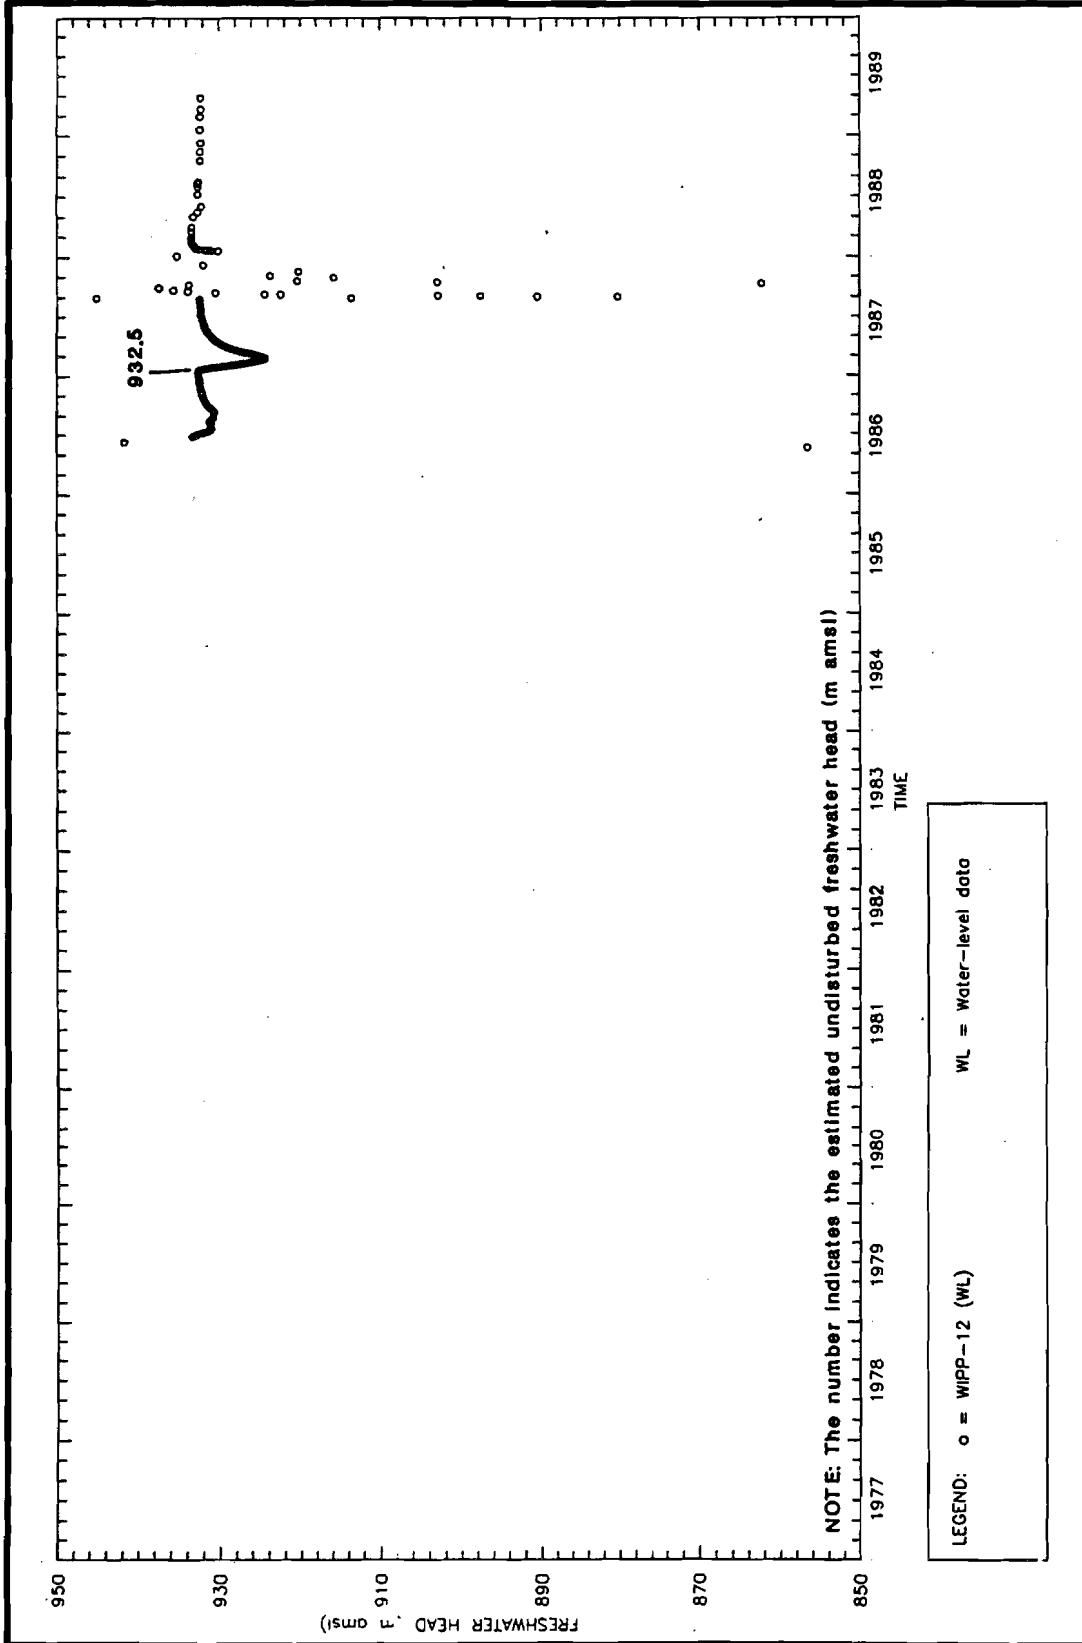 950
930
910
890
870
850
FRESHWATER HEAD, m amsl)
932.5
NOTE: The number indicates the estimated undisturbed freshwater head (m amsl)
1977 1978 1979 1980 1981 1982 1983 1984 1985 1986 1987 1988 1989
TIME
LEGEND: o = WIPP-12 (WL) WL = Water-level data